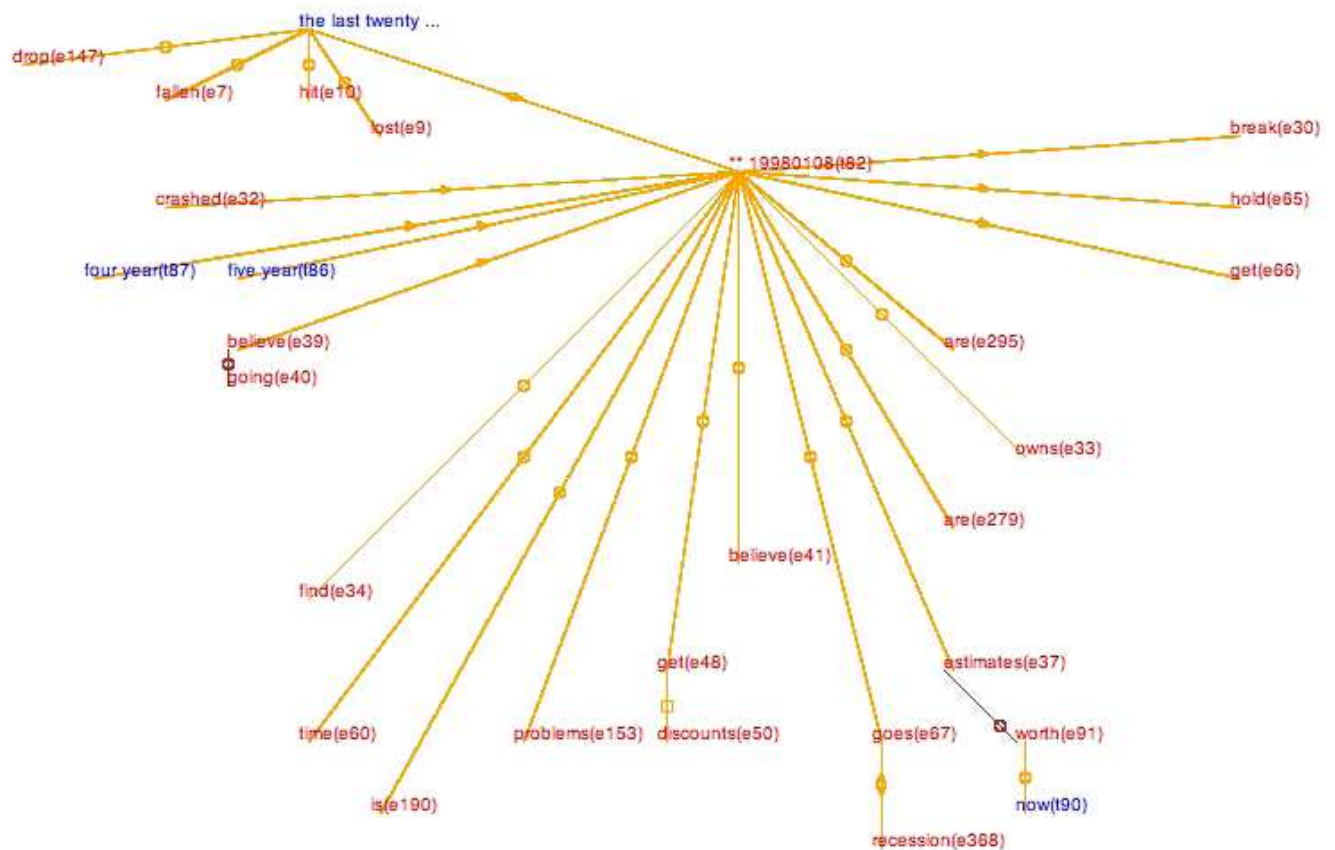 the last twenty ...
drop(e147)
fallen(e7)
hit(e10)
lost(e9)
break(e30)
** 19980108(t82)
crashed(e32)
hold(e65)
four year(t87)
five year(t86)
get(e66)
believe(e39)
are(e295)
going(e40)
owns(e33)
are(e279)
believe(e41)
find(e34)
get(e48)
estimates(e37)
time(e60)
problems(e153)
discounts(e50)
goes(e67)
worth(e91)
is(e190)
now(t90)
recession(e368)